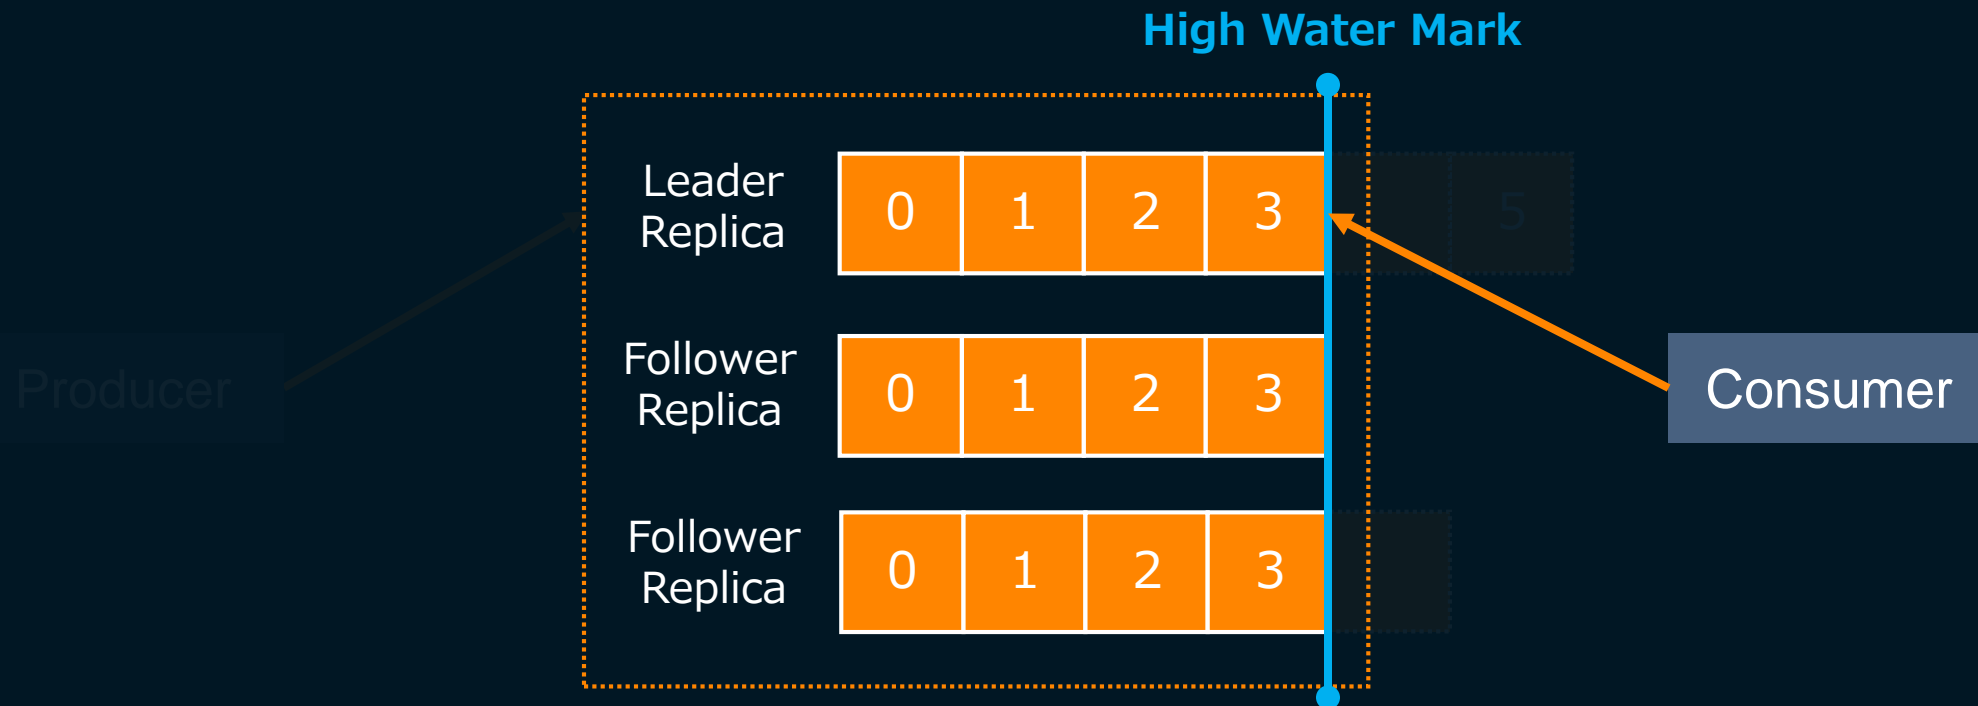 High Water Mark
Leader
Replica
0 1 2 3 5
Follower
Replica
0 1 2 3
Producer
Consumer
Follower
Replica
0 1 2 3